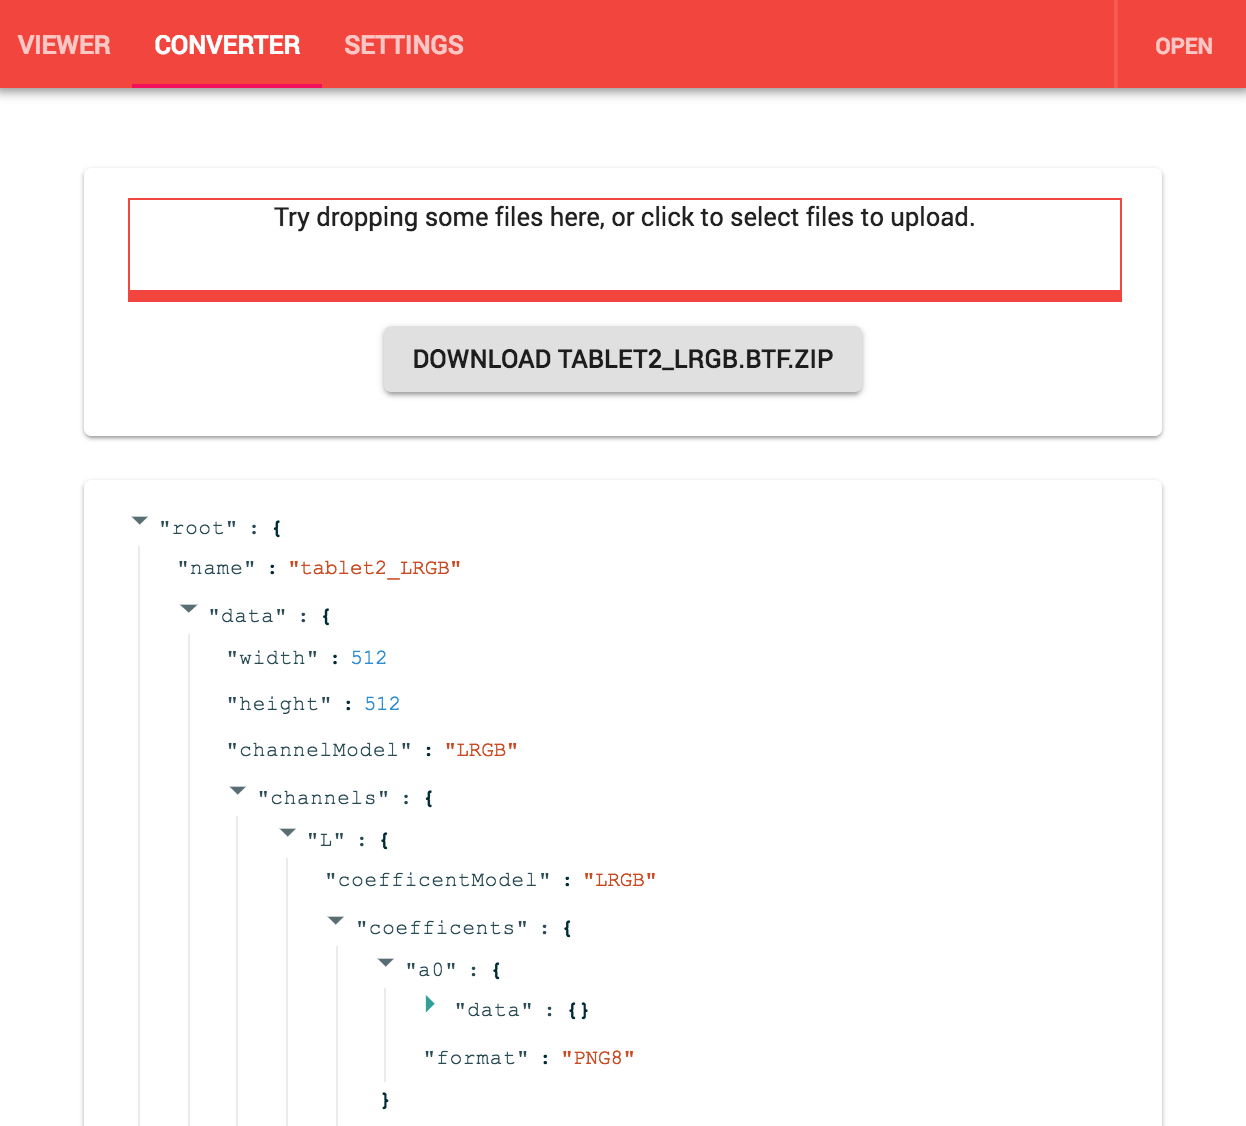 VIEWER CONVERTER SETTINGS OPEN
Try dropping some files here, or click to select files to upload.
DOWNLOAD TABLET2_LRGB.BTF.ZIP
"root" : {
"name" : "tablet2_LRGB"
"data" : {
"width" : 512
"height" : 512
"channelModel" : "LRGB"
"channels" : {
"L" : {
"coefficentModel" : "LRGB"
"coefficents" : {
"a0" : {
"data" : {}
"format" : "PNG8"
}